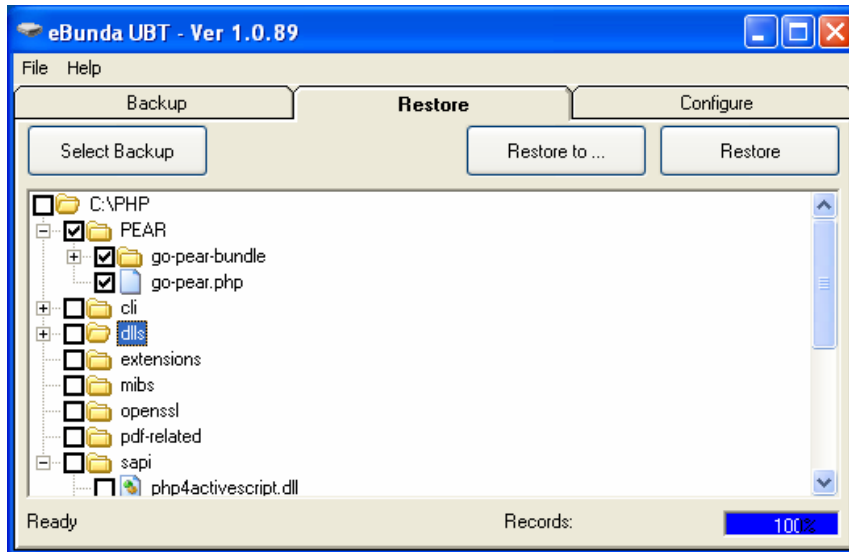 eBunda UBT - Ver 1.0.89
File Help
Backup Restore Configure
Select Backup Restore to ... Restore
C:\PHP
PEAR
go-pear-bundle
go-pear.php
cli
dlls
extensions
mibs
openssl
pdf-related
sapi
php4activescript.dll
Ready Records: 100%